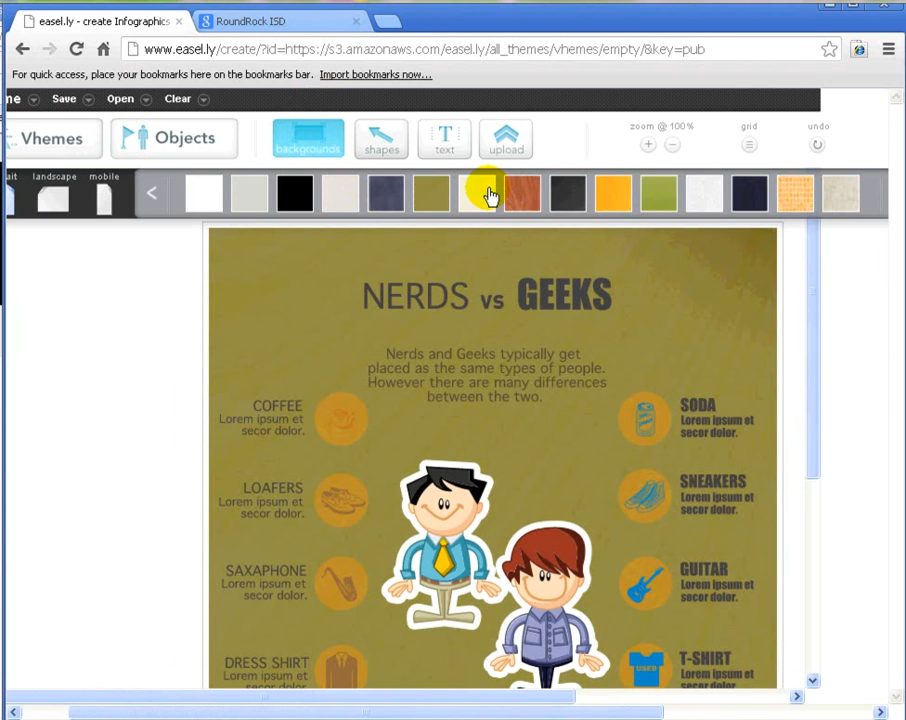 easel.ly - create Infographics × RoundRock ISD ×
www.easel.ly/create/?id=https://s3.amazonaws.com/easel.ly/all_themes/vhemes/empty/&key=pub
For quick access, place your bookmarks here on the bookmarks bar. Import bookmarks now...
me Save Open Clear
Vhemes Objects backgrounds shapes text upload
zoom @ 100% grid undo
ait landscape mobile
NERDS vs GEEKS
Nerds and Geeks typically get
placed as the same types of people.
However there are many differences
between the two.
COFFEE
Lorem ipsum et
secor dolor.
SODA
Lorem ipsum et
secor dolor.
LOAFERS
Lorem ipsum et
secor dolor.
SNEAKERS
Lorem ipsum et
secor dolor.
SAXAPHONE
Lorem ipsum et
secor dolor.
GUITAR
Lorem ipsum et
secor dolor.
DRESS SHIRT
Lorem ipsum et
T-SHIRT
Lorem ipsum et
USED